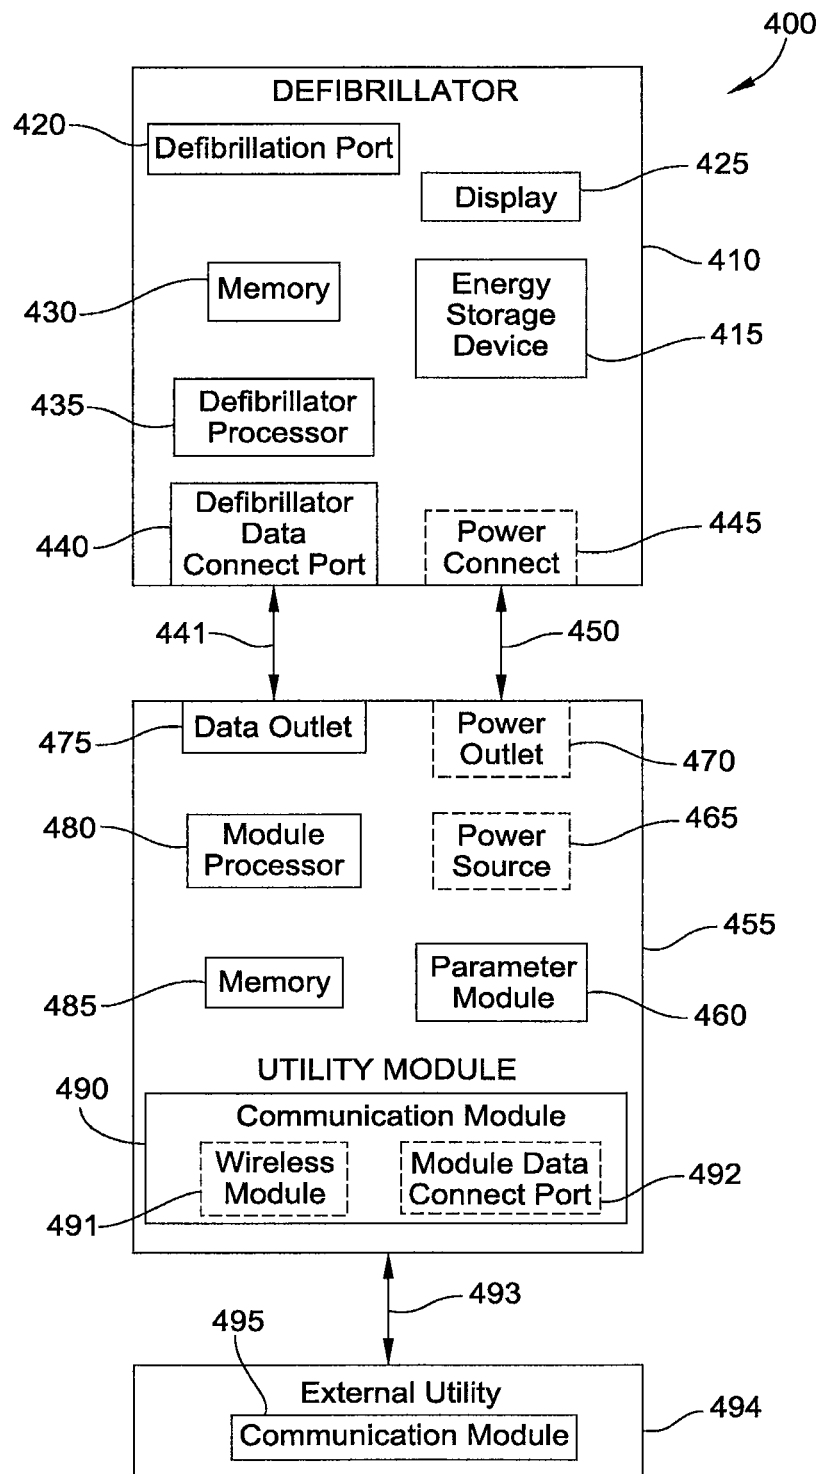 400
DEFIBRILLATOR
420
Defibrillation Port
425
Display
410
430
Memory
Energy
Storage
Device
415
435
Defibrillator
Processor
440
Defibrillator
Data
Connect Port
Power
Connect
445
441
450
475
Data Outlet
Power
Outlet
470
480
Module
Processor
Power
Source
465
455
485
Memory
Parameter
Module
460
UTILITY MODULE
490
Communication Module
Wireless
Module
491
Module Data
Connect Port
492
493
495
External Utility
Communication Module
494